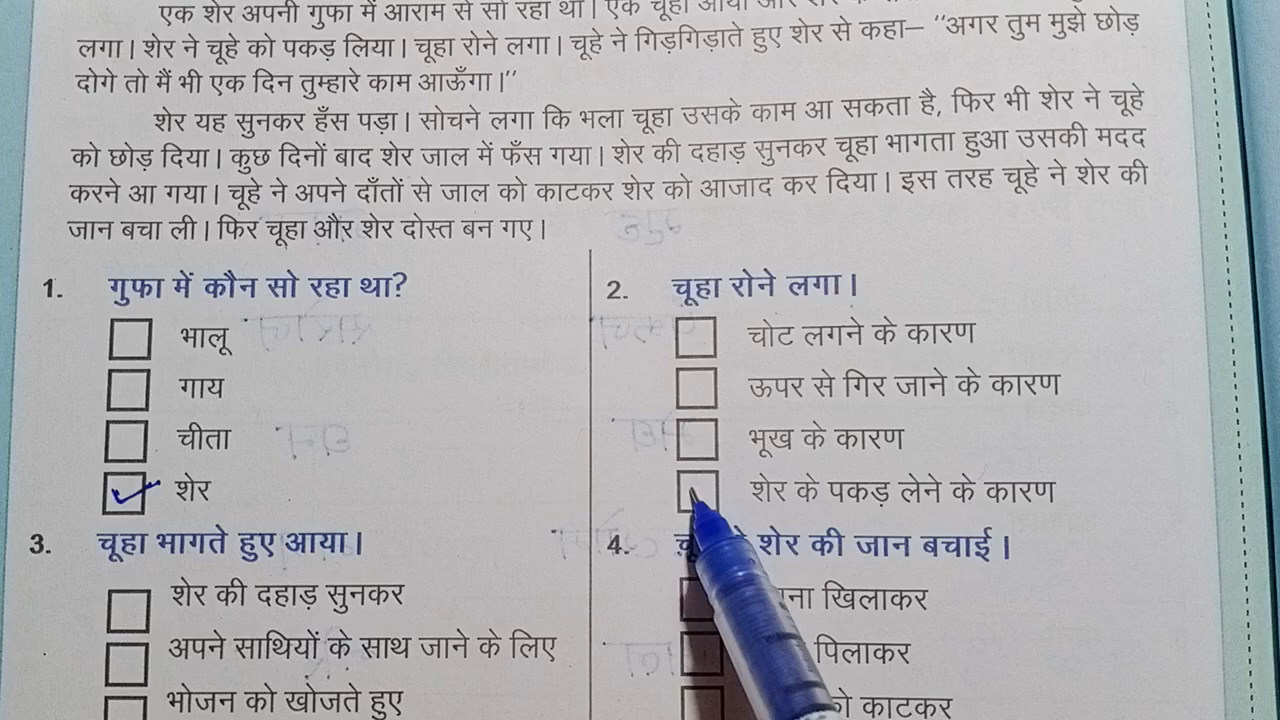 एक शेर अपनी गुफा में आराम से सो रहा था। एक चूहा आया और शेर के
लगा। शेर ने चूहे को पकड़ लिया। चूहा रोने लगा। चूहे ने गिड़गिड़ाते हुए शेर से कहा– "अगर तुम मुझे छोड़
दोगे तो मैं भी एक दिन तुम्हारे काम आऊँगा।"
शेर यह सुनकर हँस पड़ा। सोचने लगा कि भला चूहा उसके काम आ सकता है, फिर भी शेर ने चूहे
को छोड़ दिया। कुछ दिनों बाद शेर जाल में फँस गया। शेर की दहाड़ सुनकर चूहा भागता हुआ उसकी मदद
करने आ गया। चूहे ने अपने दाँतों से जाल को काटकर शेर को आजाद कर दिया। इस तरह चूहे ने शेर की
जान बचा ली। फिर चूहा और शेर दोस्त बन गए।
1. गुफा में कौन सो रहा था?
भालू
गाय
चीता
शेर
2. चूहा रोने लगा।
चोट लगने के कारण
ऊपर से गिर जाने के कारण
भूख के कारण
शेर के पकड़ लेने के कारण
3. चूहा भागते हुए आया।
शेर की दहाड़ सुनकर
अपने साथियों के साथ जाने के लिए
भोजन को खोजते हुए
4. शेर की जान बचाई।
खिलाकर
पिलाकर
काटकर